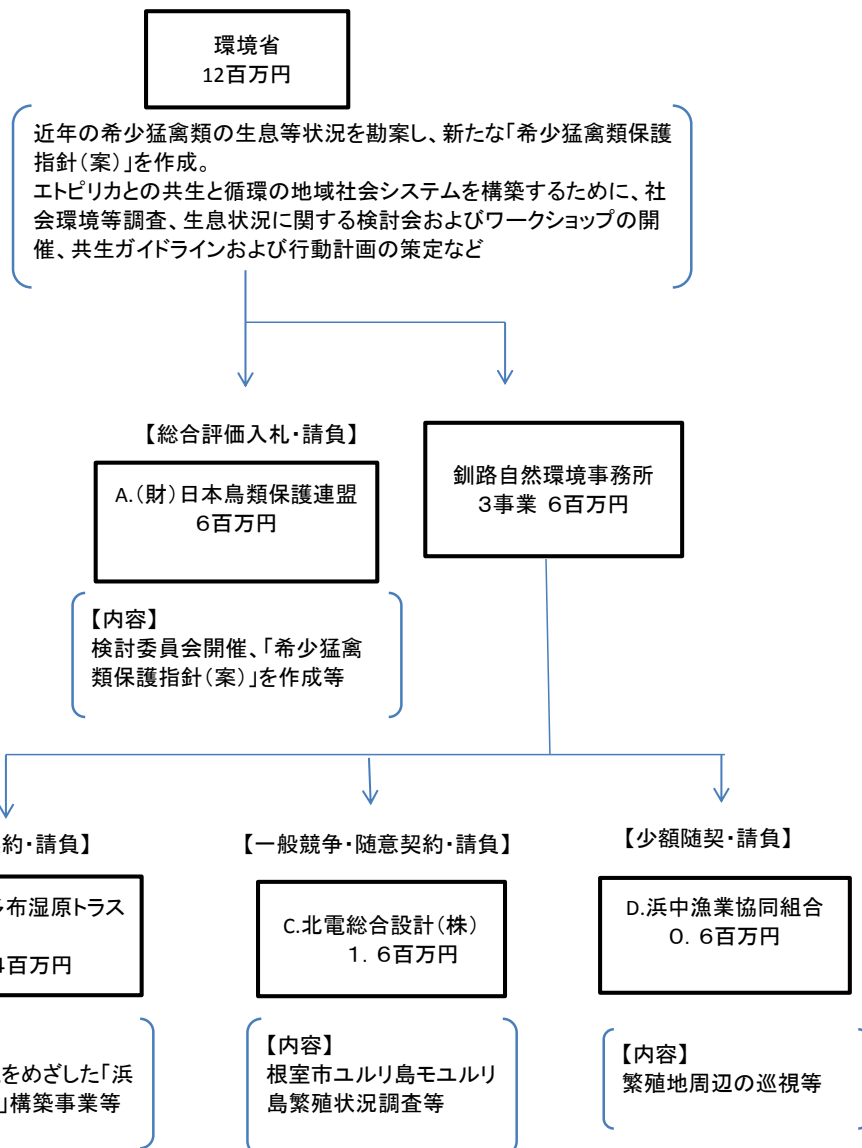 環境省
12百万円
近年の希少猛禽類の生息等状況を勘案し、新たな「希少猛禽類保護
指針(案)」を作成。
エトピリカとの共生と循環の地域社会システムを構築するために、社
会環境等調査、生息状況に関する検討会およびワークショップの開
催、共生ガイドラインおよび行動計画の策定など
【総合評価入札・請負】
A.(財)日本鳥類保護連盟
6百万円
釧路自然環境事務所
3事業 6百万円
【内容】
検討委員会開催、「希少猛禽
類保護指針(案)」を作成等
約・請負】
布湿原トラス
百万円
をめざした「浜
」構築事業等
【一般競争・随意契約・請負】
C.北電総合設計(株)
1.6百万円
【内容】
根室市ユルリ島モユルリ
島繁殖状況調査等
【少額随契・請負】
D.浜中漁業協同組合
0.6百万円
【内容】
繁殖地周辺の巡視等